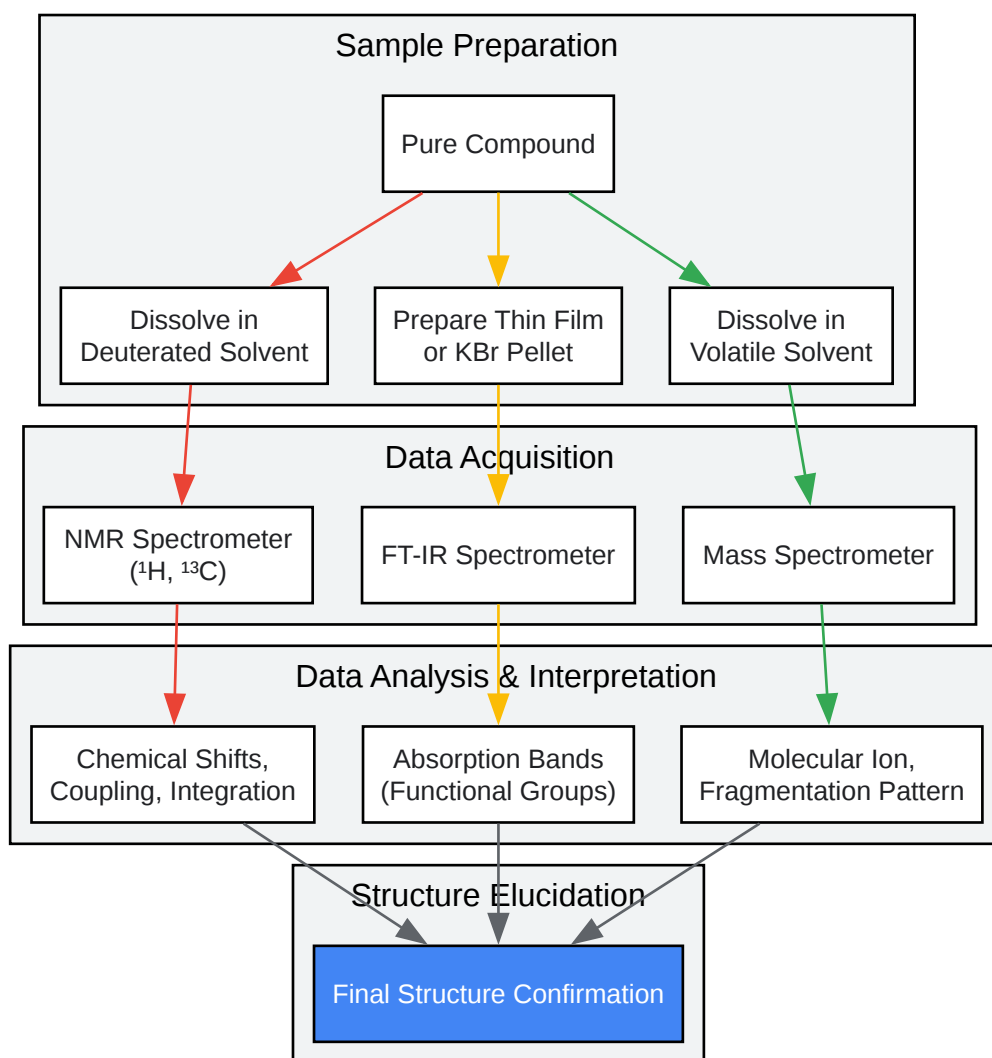 Sample Preparation
Pure Compound
Dissolve in
Deuterated Solvent
Prepare Thin Film
or KBr Pellet
Dissolve in
Volatile Solvent
Data Acquisition
NMR Spectrometer
(¹H, ¹³C)
FT-IR Spectrometer
Mass Spectrometer
Data Analysis & Interpretation
Chemical Shifts,
Coupling, Integration
Absorption Bands
(Functional Groups)
Molecular Ion,
Fragmentation Pattern
Structure Elucidation
Final Structure Confirmation